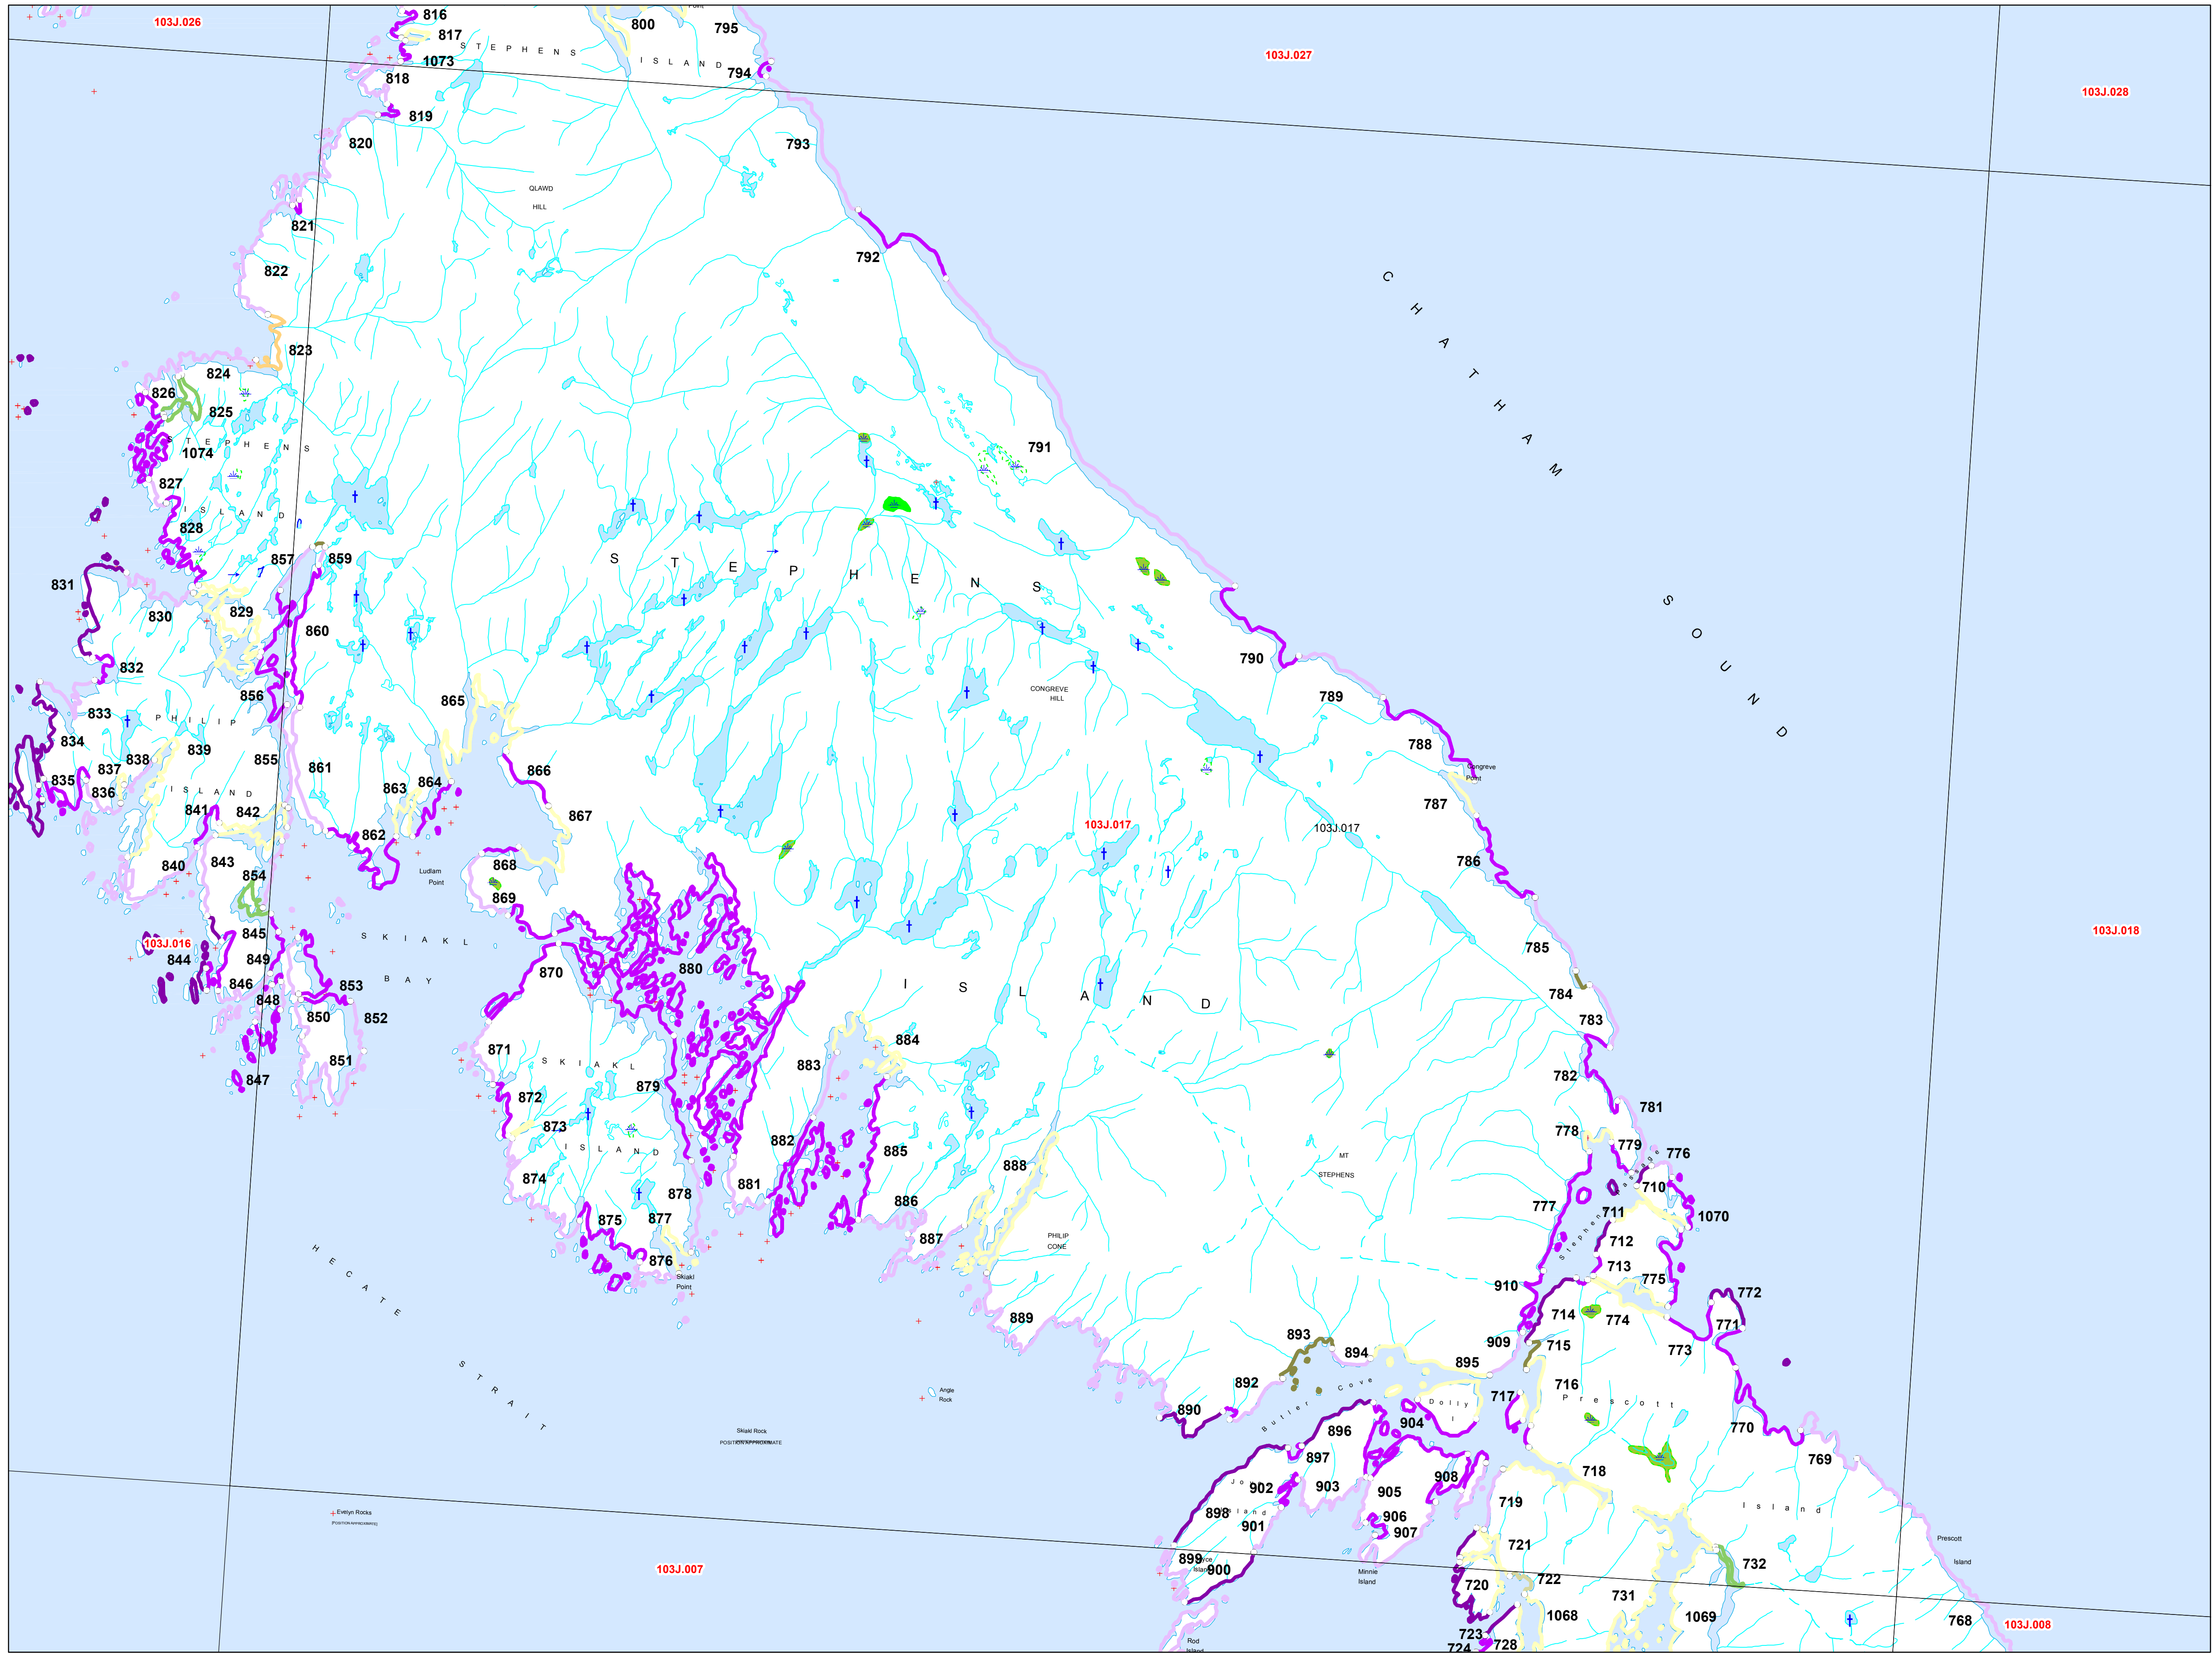 103J.026
816
800
Point
795
817
STEPHENS
103J.027
1073
ISLAND
794
818
103J.028
819
820
793
QLAWD
HILL
821
792
822
CHATHAM
823
824
826
825
STEPHENS
1074
791
827
ISLAND
828
857
859
STEPHENS
831
829
830
SOUND
860
790
832
856
CONGREVE
HILL
789
865
833
PHILIP
834
839
788
855
838
861
866
Congreve
Point
837
835
864
863
836
ISLAND
787
841
842
867
103J.017
103J.017
862
843
840
868
786
854
Ludlam
Point
869
845
SKIAKL
103J.016
785
844
849
880
870
846
853
BAY
ISLAND
784
848
850
852
783
871
884
851
SKIAKL
883
847
879
782
872
781
873
778
882
779
ISLAND
885
776
MT
STEPHENS
888
874
881
878
710
886
777
875
877
711
1070
Stephens Passage
887
PHILIP
CONE
712
HECATE
876
713
Skiakl
Point
775
910
772
714
774
889
771
893
909
715
773
894
895
STRAIT
892
716
Butler Cove
Angle
Rock
717
Prescott
Dolly
I
890
904
770
896
Skiakl Rock
POSITION APPROXIMATE
897
769
718
908
902
903
905
719
Island
898
Evelyn Rocks
(POSITION APPROXIMATE)
901
906
907
Prescott
Island
721
899
732
103J.007
900
Minnie
Island
722
720
731
1068
1069
768
103J.008
723
Rod
Island
724
728